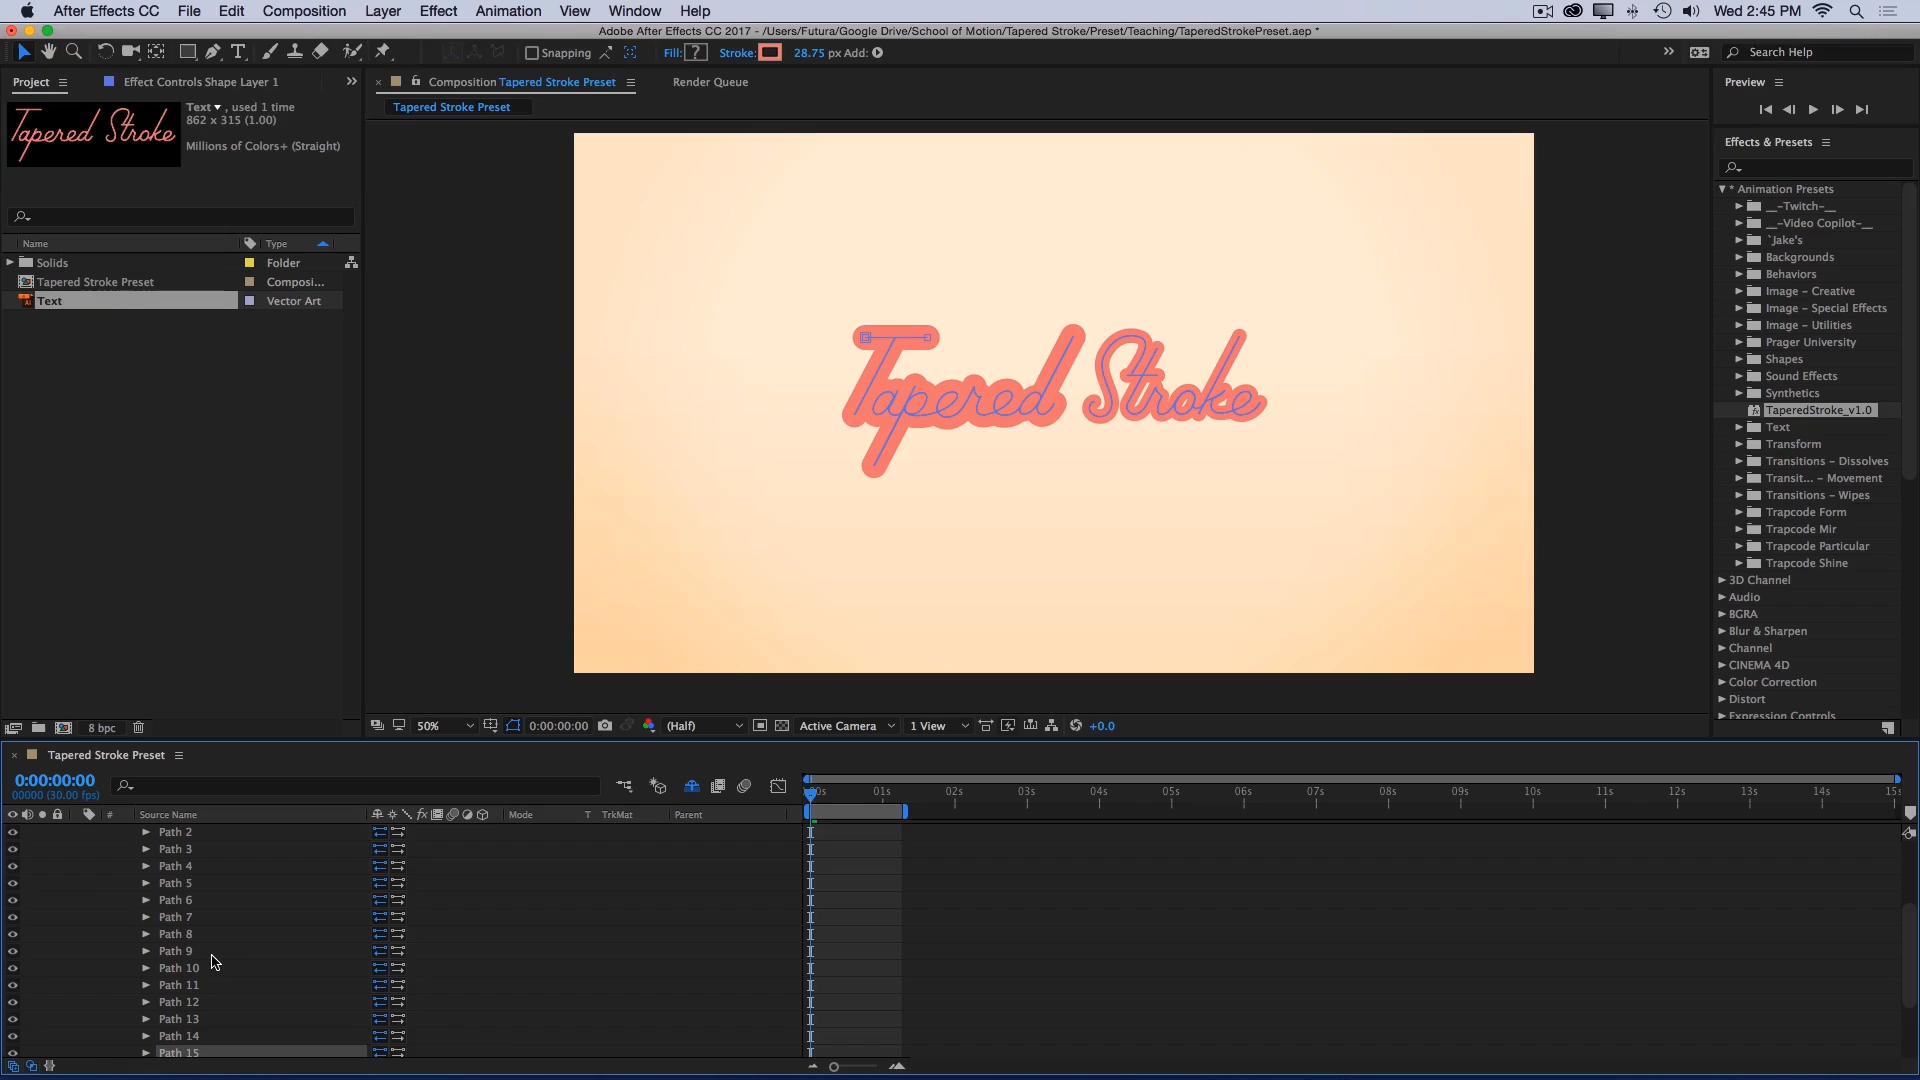 After Effects CC File Edit Composition Layer Effect Animation View Window Help Wed 2:45 PM
Adobe After Effects CC 2017 - /Users/Futura/Google Drive/School of Motion/Tapered Stroke/Preset/Teaching/TaperedStrokePreset.aep *
Snapping Fill: ? Stroke: 28.75 px Add: Search Help
Project Effect Controls Shape Layer 1
Composition Tapered Stroke Preset Render Queue
Preview
Tapered Stroke
Text , used 1 time
862 x 315 (1.00)
Millions of Colors+ (Straight)
Tapered Stroke Preset
Name Type
Solids Folder
Tapered Stroke Preset Composi...
Text Vector Art
8 bpc
Tapered Stroke
50% 0:00:00:00 (Half) Active Camera 1 View +0.0
Effects & Presets
* Animation Presets
__-Twitch-__
__-Video Copilot-__
`Jake's
Backgrounds
Behaviors
Image - Creative
Image - Special Effects
Image - Utilities
Prager University
Shapes
Sound Effects
Synthetics
TaperedStroke_v1.0
Text
Transform
Transitions - Dissolves
Transit... - Movement
Transitions - Wipes
Trapcode Form
Trapcode Mir
Trapcode Particular
Trapcode Shine
3D Channel
Audio
BGRA
Blur & Sharpen
Channel
CINEMA 4D
Color Correction
Distort
Expression Controls
Tapered Stroke Preset
0:00:00:00
00000 (30.00 fps)
# Source Name Mode T TrkMat Parent
01s 02s 03s 04s 05s 06s 07s 08s 09s 10s 11s 12s 13s 14s
Path 2
Path 3
Path 4
Path 5
Path 6
Path 7
Path 8
Path 9
Path 10
Path 11
Path 12
Path 13
Path 14
Path 15